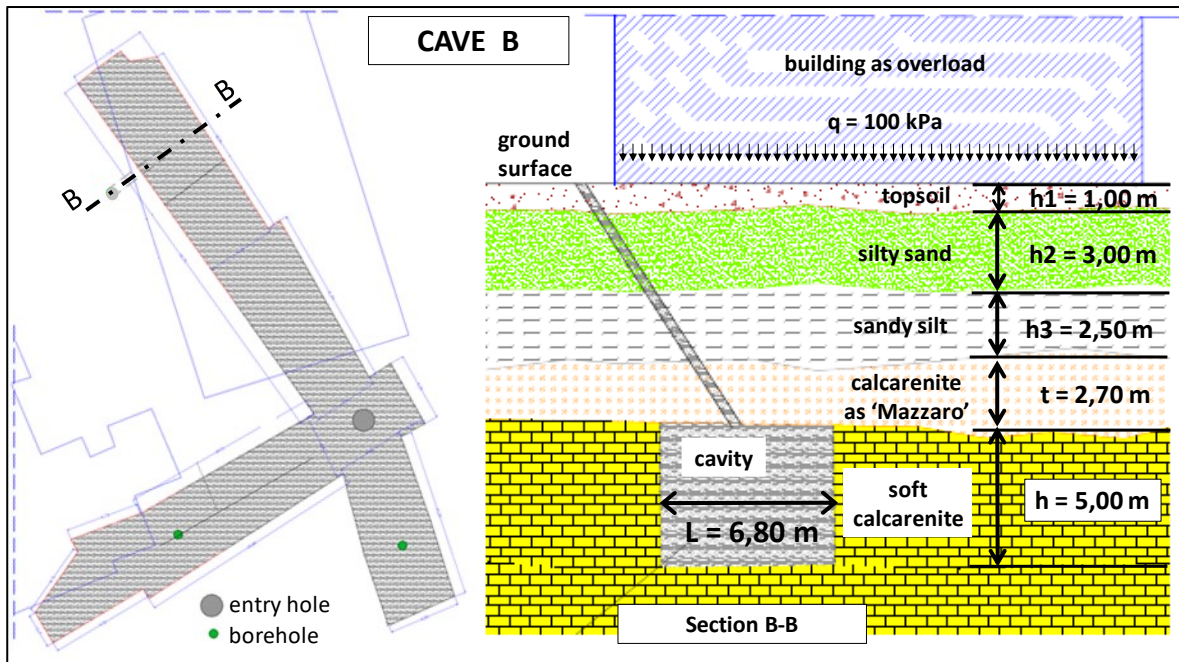 CAVE B
B
B
entry hole
borehole
building as overload
q = 100 kPa
ground
surface
topsoil
h1 = 1,00 m
silty sand
h2 = 3,00 m
sandy silt
h3 = 2,50 m
calcarenite
as ‘Mazzaro’
t = 2,70 m
cavity
soft
calcarenite
h = 5,00 m
L = 6,80 m
Section B-B